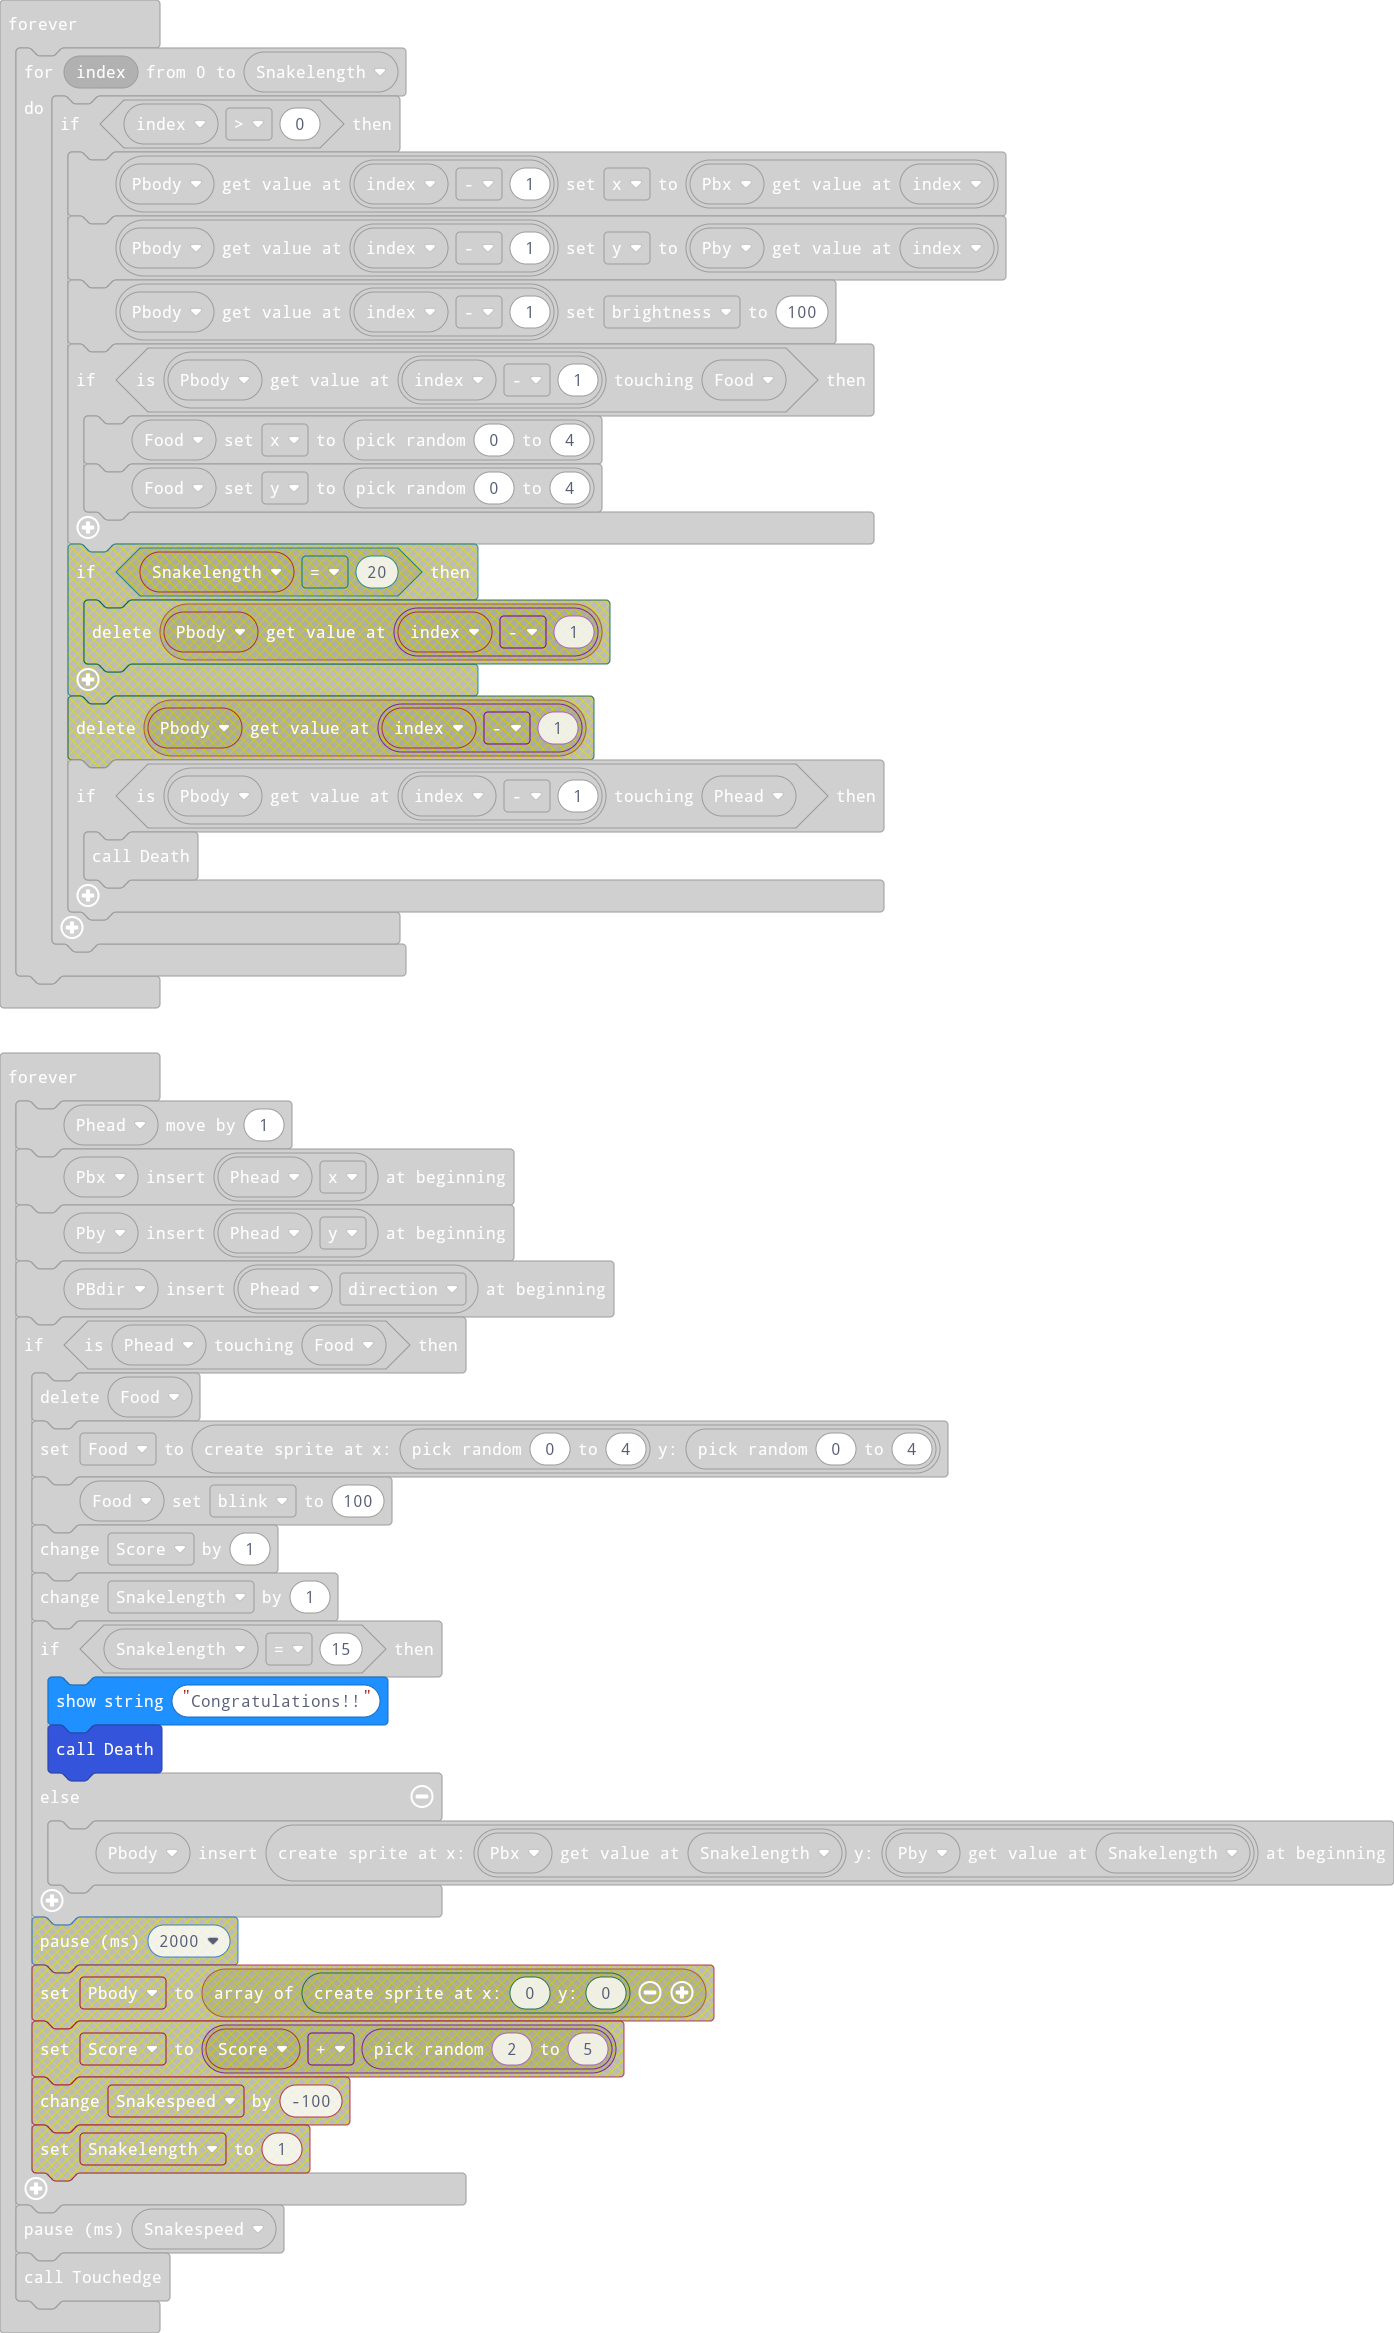 forever
for index from 0 to Snakelength
do
if index > 0 then
Pbody get value at index - 1 set x to Pbx get value at index
Pbody get value at index - 1 set y to Pby get value at index
Pbody get value at index - 1 set brightness to 100
if is Pbody get value at index - 1 touching Food then
Food set x to pick random 0 to 4
Food set y to pick random 0 to 4
if Snakelength = 20 then
delete Pbody get value at index - 1
delete Pbody get value at index - 1
if is Pbody get value at index - 1 touching Phead then
call Death
forever
Phead move by 1
Pbx insert Phead x at beginning
Pby insert Phead y at beginning
PBdir insert Phead direction at beginning
if is Phead touching Food then
delete Food
set Food to create sprite at x: pick random 0 to 4 y: pick random 0 to 4
Food set blink to 100
change Score by 1
change Snakelength by 1
if Snakelength = 15 then
show string "Congratulations!!"
call Death
else
Pbody insert create sprite at x: Pbx get value at Snakelength y: Pby get value at Snakelength at beginning
pause (ms) 2000
set Pbody to array of create sprite at x: 0 y: 0
set Score to Score + pick random 2 to 5
change Snakespeed by -100
set Snakelength to 1
pause (ms) Snakespeed
call Touchedge